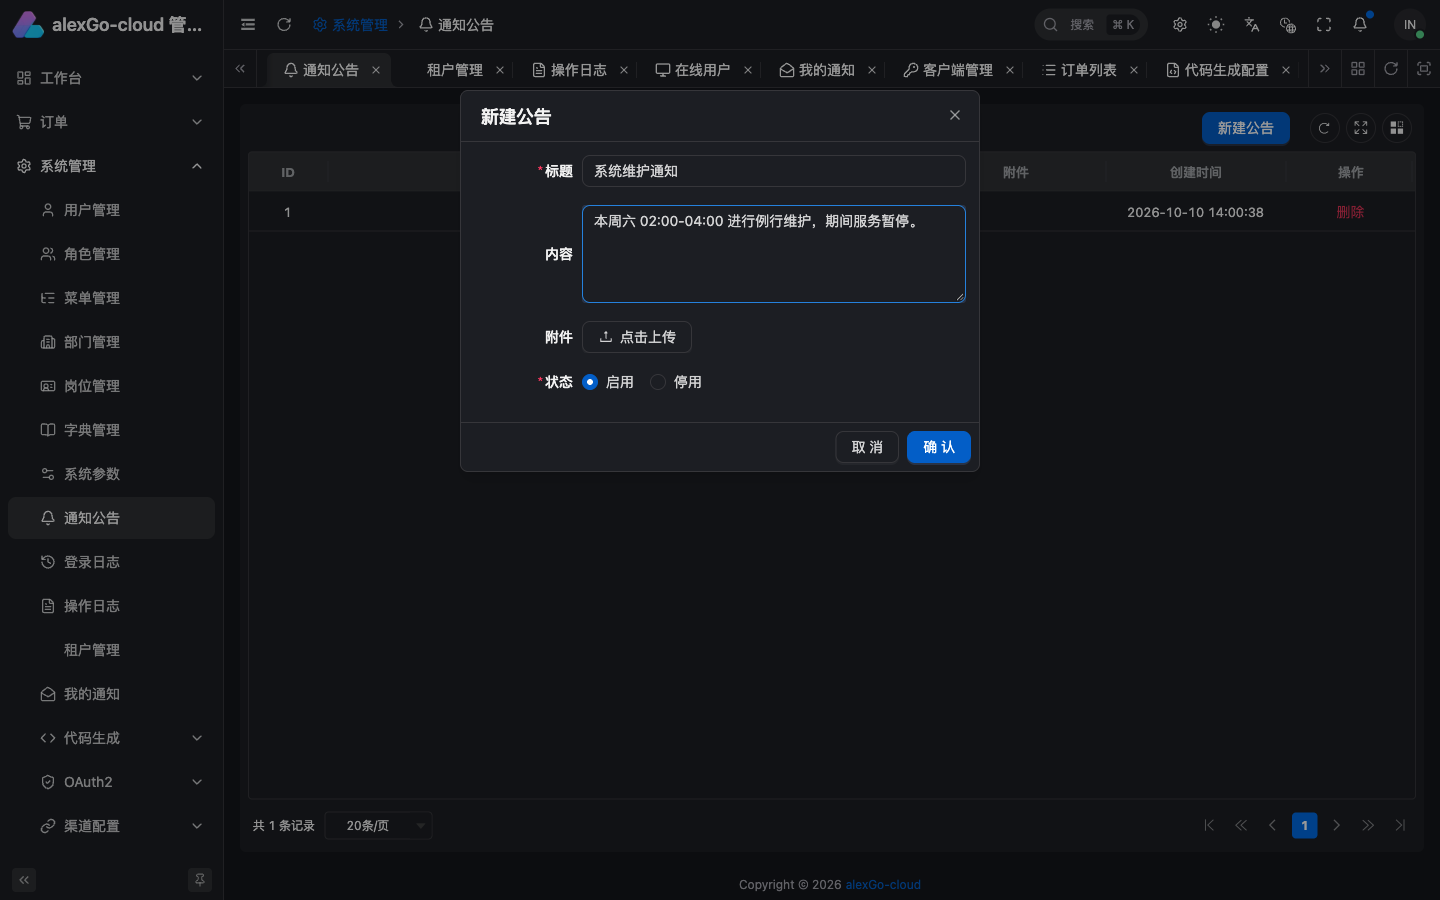 alexGo-cloud 管...
系统管理 > 通知公告
搜索 ⌘ K
IN
通知公告 × 租户管理 × 操作日志 × 在线用户 × 我的通知 × 客户端管理 × 订单列表 × 代码生成配置 ×
工作台
订单
系统管理
用户管理
角色管理
菜单管理
部门管理
岗位管理
字典管理
系统参数
通知公告
登录日志
操作日志
租户管理
我的通知
代码生成
OAuth2
渠道配置
新建公告
ID 附件 创建时间 操作
1 2026-10-10 14:00:38 删除
新建公告
*标题 系统维护通知
内容 本周六 02:00-04:00 进行例行维护，期间服务暂停。
附件 点击上传
*状态 启用 停用
取 消 确 认
共 1 条记录 20条/页 1
Copyright © 2026 alexGo-cloud